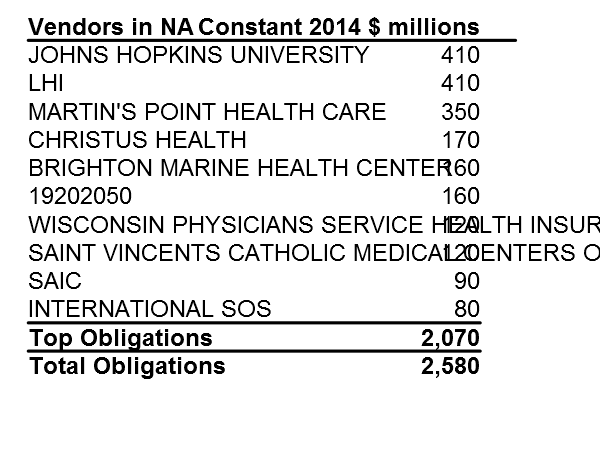 Vendors in NA Constant 2014 $ millions
JOHNS HOPKINS UNIVERSITY 410
LHI 410
MARTIN'S POINT HEALTH CARE 350
CHRISTUS HEALTH 170
BRIGHTON MARINE HEALTH CENTER 160
19202050 160
WISCONSIN PHYSICIANS SERVICE HEALTH INSUR 120
SAINT VINCENTS CATHOLIC MEDICAL CENTERS O 120
SAIC 90
INTERNATIONAL SOS 80
Top Obligations 2,070
Total Obligations 2,580